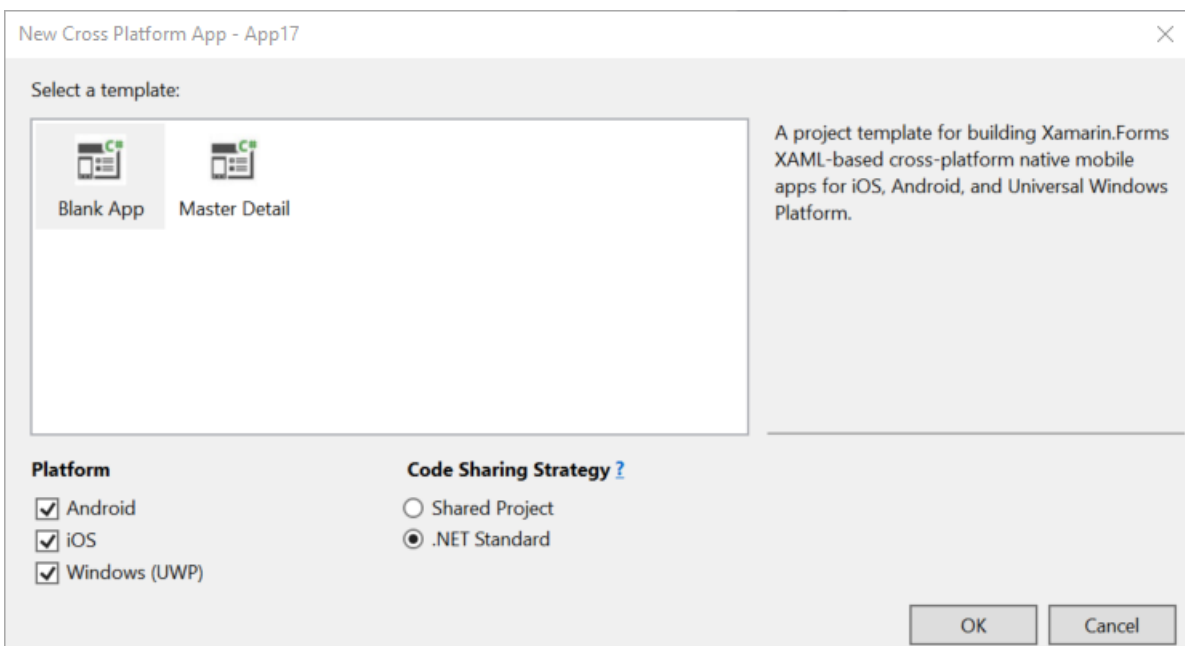 New Cross Platform App - App17
Select a template:
C#
Blank App
C#
Master Detail
A project template for building Xamarin.Forms
XAML-based cross-platform native mobile
apps for iOS, Android, and Universal Windows
Platform.
Platform
Android
iOS
Windows (UWP)
Code Sharing Strategy ?
Shared Project
.NET Standard
OK
Cancel